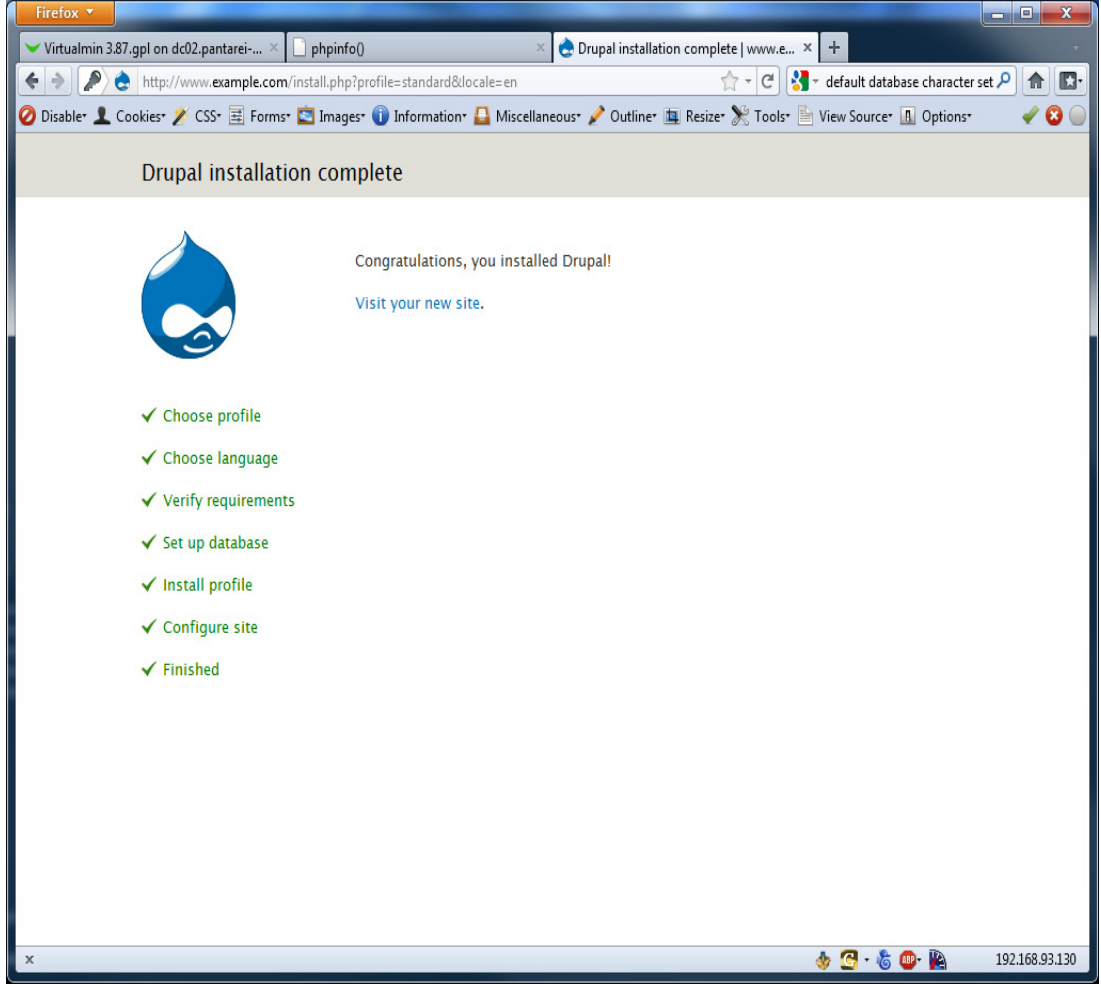 Firefox
Virtualmin 3.87.gpl on dc02.pantarei-...
phpinfo()
Drupal installation complete | www.e...
http://www.example.com/install.php?profile=standard&locale=en
default database character set
Disable Cookies CSS Forms Images Information Miscellaneous Outline Resize Tools View Source Options
Drupal installation complete
Congratulations, you installed Drupal!
Visit your new site.
Choose profile
Choose language
Verify requirements
Set up database
Install profile
Configure site
Finished
x
ABP
192.168.93.130